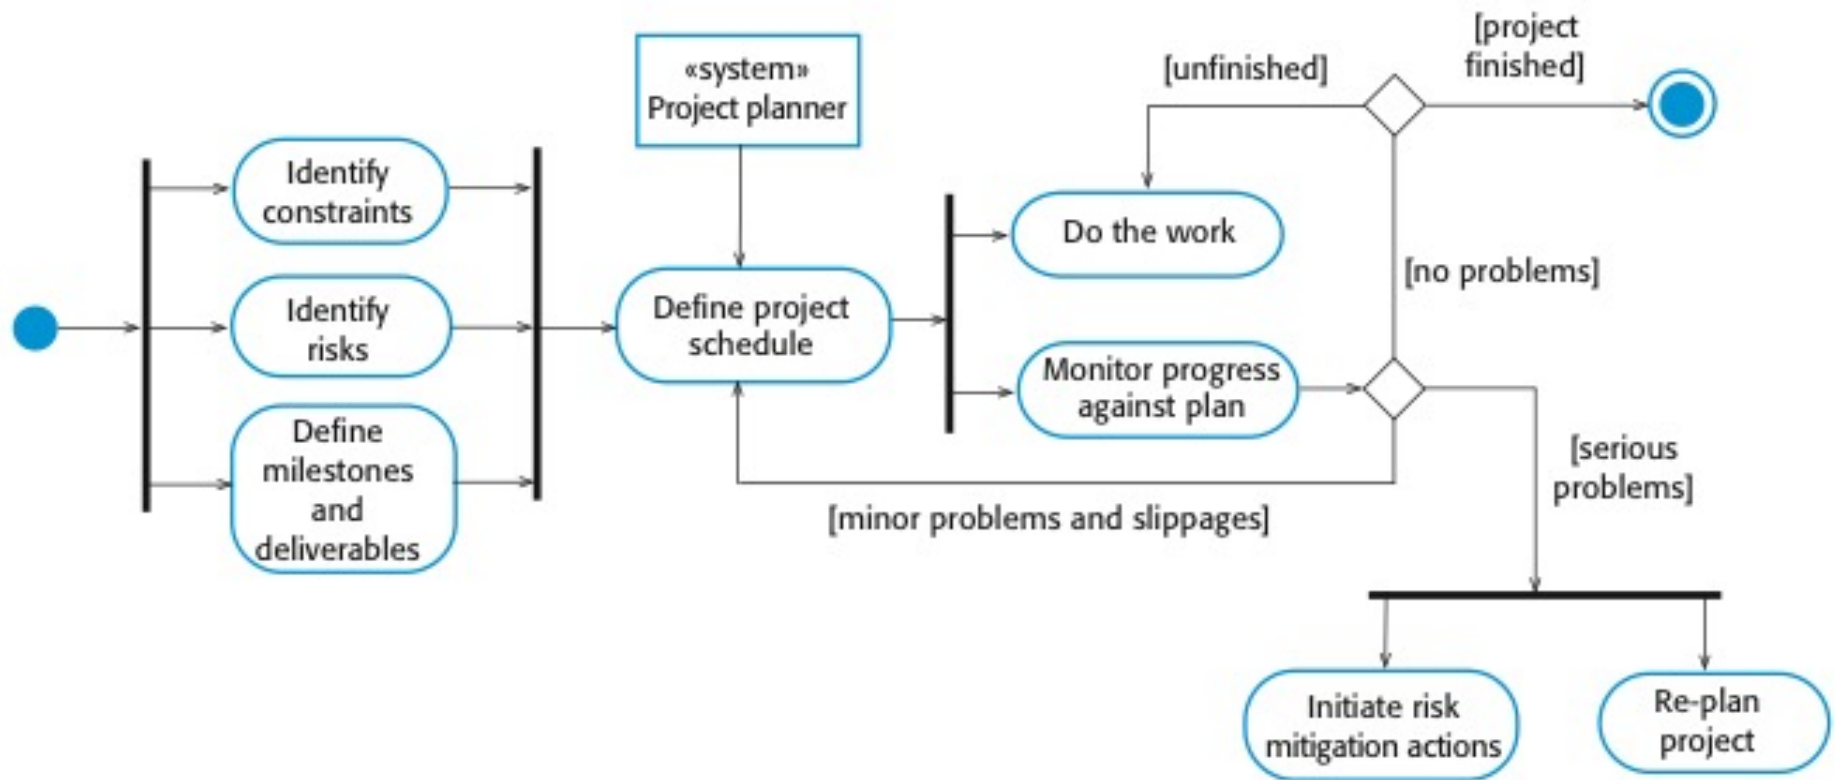 [project
finished]
[unfinished]
«system»
Project planner
Identify
constraints
Do the work
[no problems]
Identify
risks
Define project
schedule
Monitor progress
against plan
Define
milestones
and
deliverables
[serious
problems]
[minor problems and slippages]
Initiate risk
mitigation actions
Re-plan
project